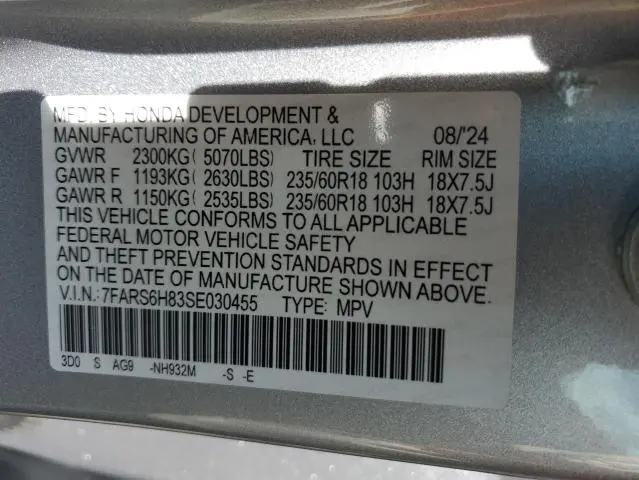 MFD. BY HONDA DEVELOPMENT &
MANUFACTURING OF AMERICA, LLC 08/'24
GVWR 2300KG( 5070LBS) TIRE SIZE RIM SIZE
GAWR F 1193KG( 2630LBS) 235/60R18 103H 18X7.5J
GAWR R 1150KG( 2535LBS) 235/60R18 103H 18X7.5J
THIS VEHICLE CONFORMS TO ALL APPLICABLE
FEDERAL MOTOR VEHICLE SAFETY
AND THEFT PREVENTION STANDARDS IN EFFECT
ON THE DATE OF MANUFACTURE SHOWN ABOVE.
V.I.N.:7FARS6H83SE030455 TYPE: MPV
3D0 S AG9 -NH932M -S -E